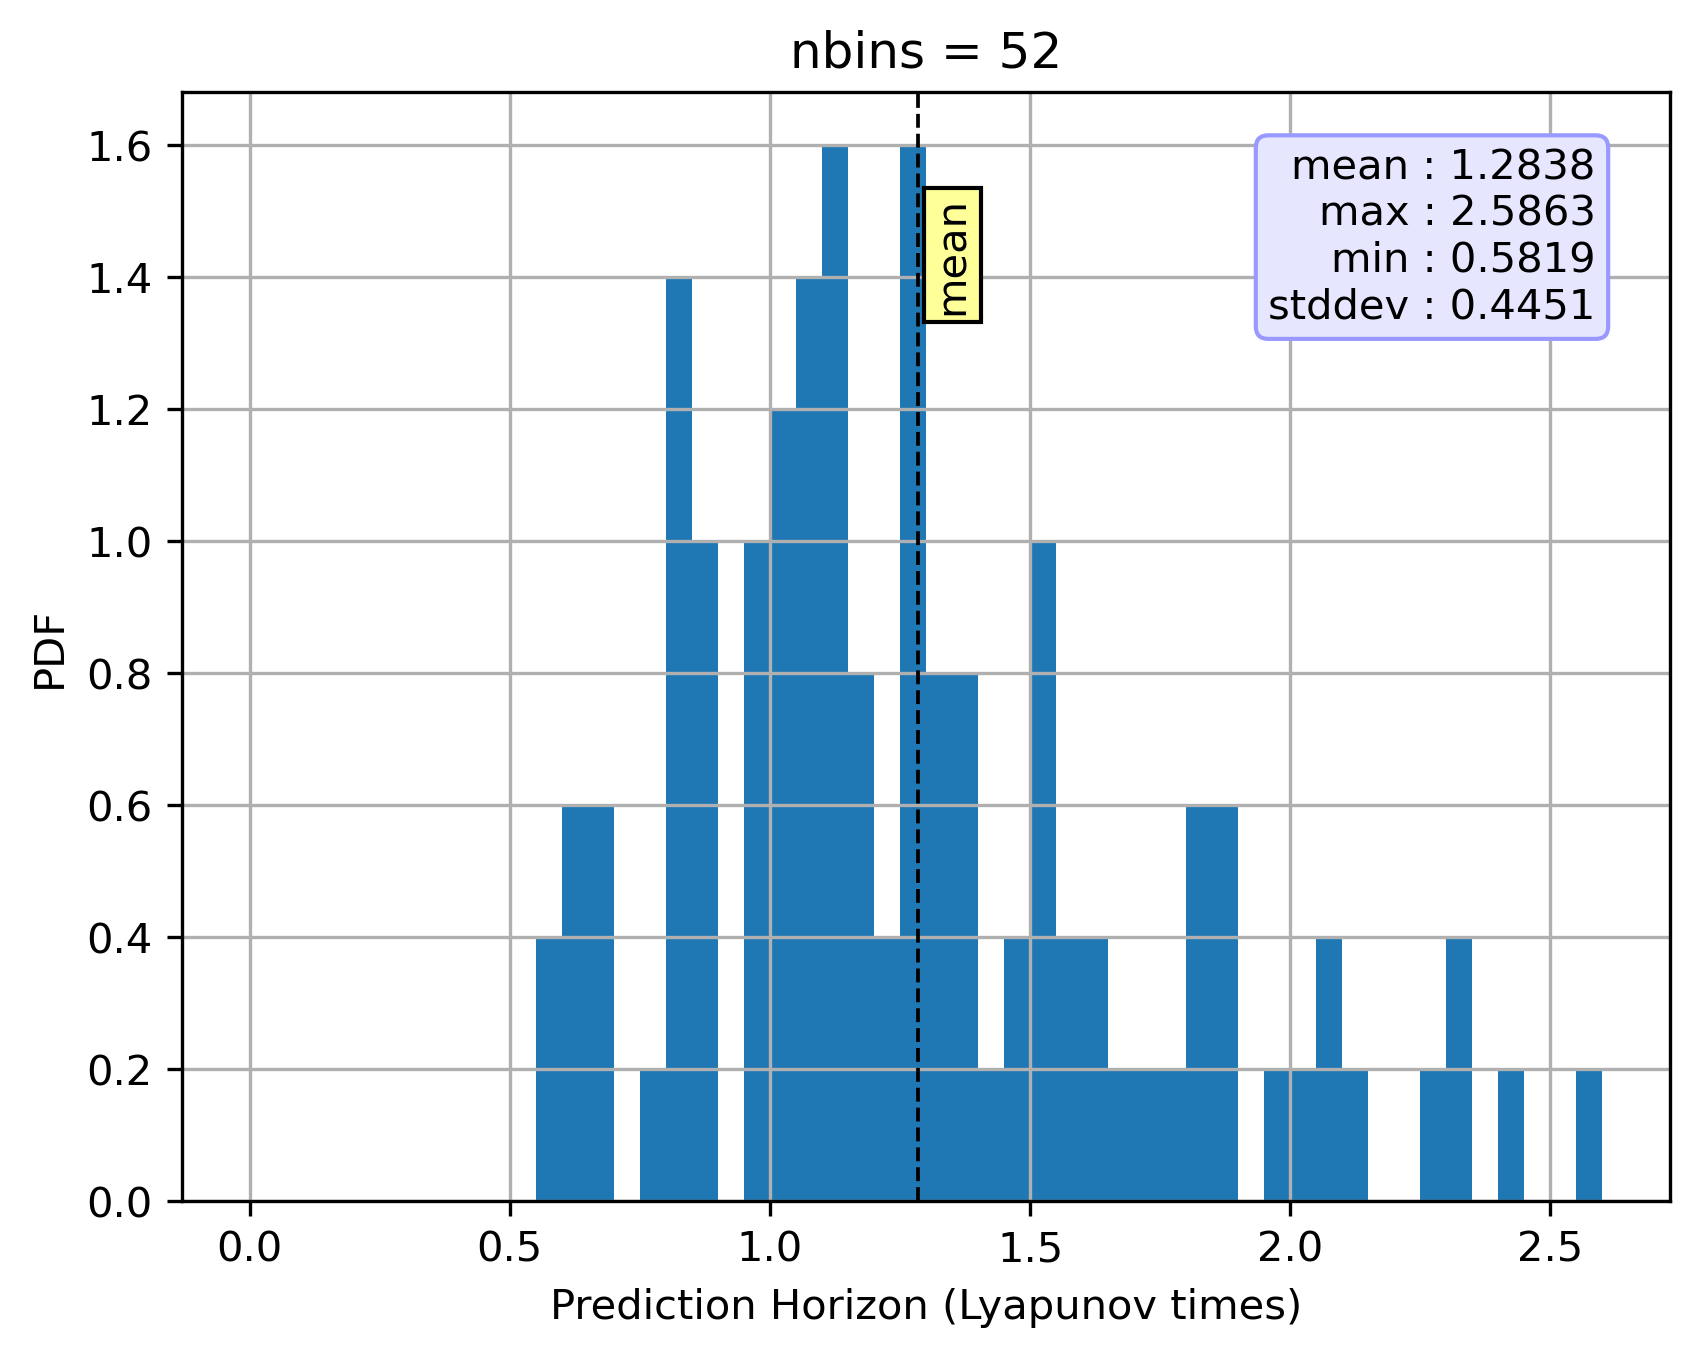 nbins = 52
mean : 1.2838
max : 2.5863
min : 0.5819
stddev : 0.4451
mean
1.6
1.4
1.2
1.0
0.8
0.6
0.4
0.2
0.0
PDF
0.0 0.5 1.0 1.5 2.0 2.5
Prediction Horizon (Lyapunov times)